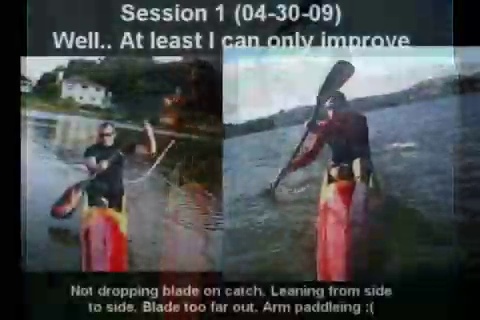 Session 1 (04-30-09)
Well.. At least I can only improve
Not dropping blade on catch. Leaning from side
to side. Blade too far out. Arm paddleing :(